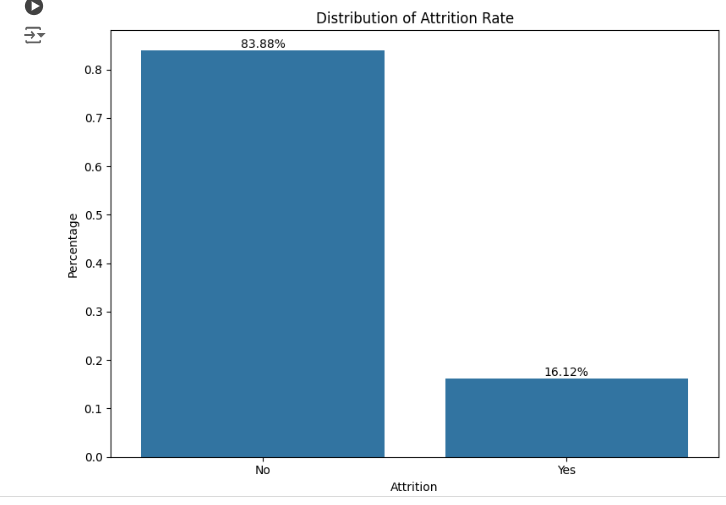 Distribution of Attrition Rate
83.88%
0.8
0.7
0.6
0.5
Percentage
0.4
0.3
0.2
16.12%
0.1
0.0
No
Yes
Attrition